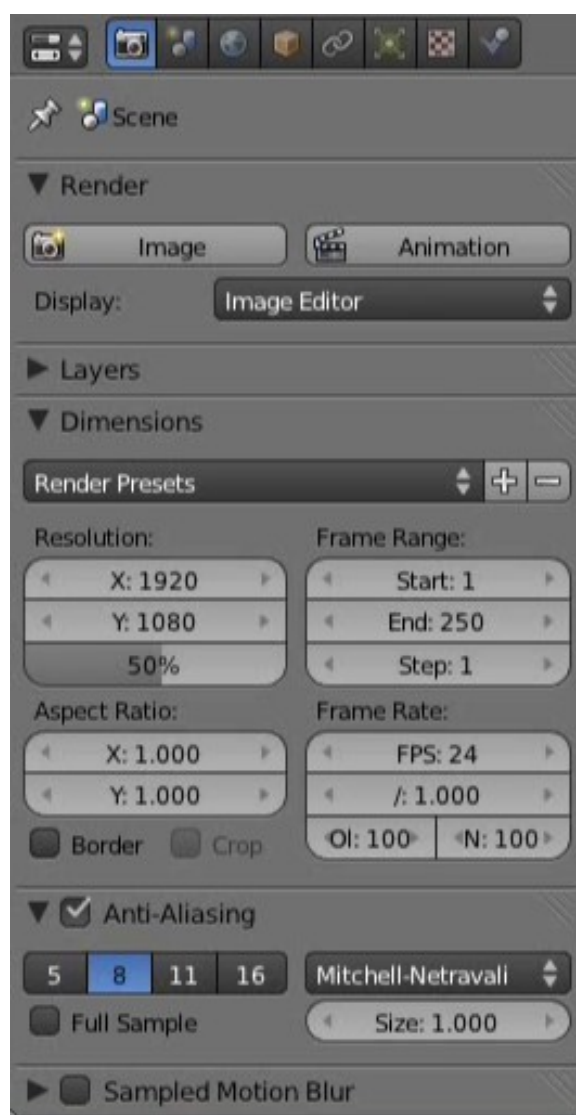 Scene
Render
Image
Animation
Display:
Image Editor
Layers
Dimensions
Render Presets
Resolution:
X: 1920
Y: 1080
50%
Frame Range:
Start: 1
End: 250
Step: 1
Aspect Ratio:
X: 1.000
Y: 1.000
Border
Crop
Frame Rate:
FPS: 24
/: 1.000
Ol: 100
N: 100
Anti-Aliasing
5 8 11 16
Mitchell-Netravali
Full Sample
Size: 1.000
Sampled Motion Blur